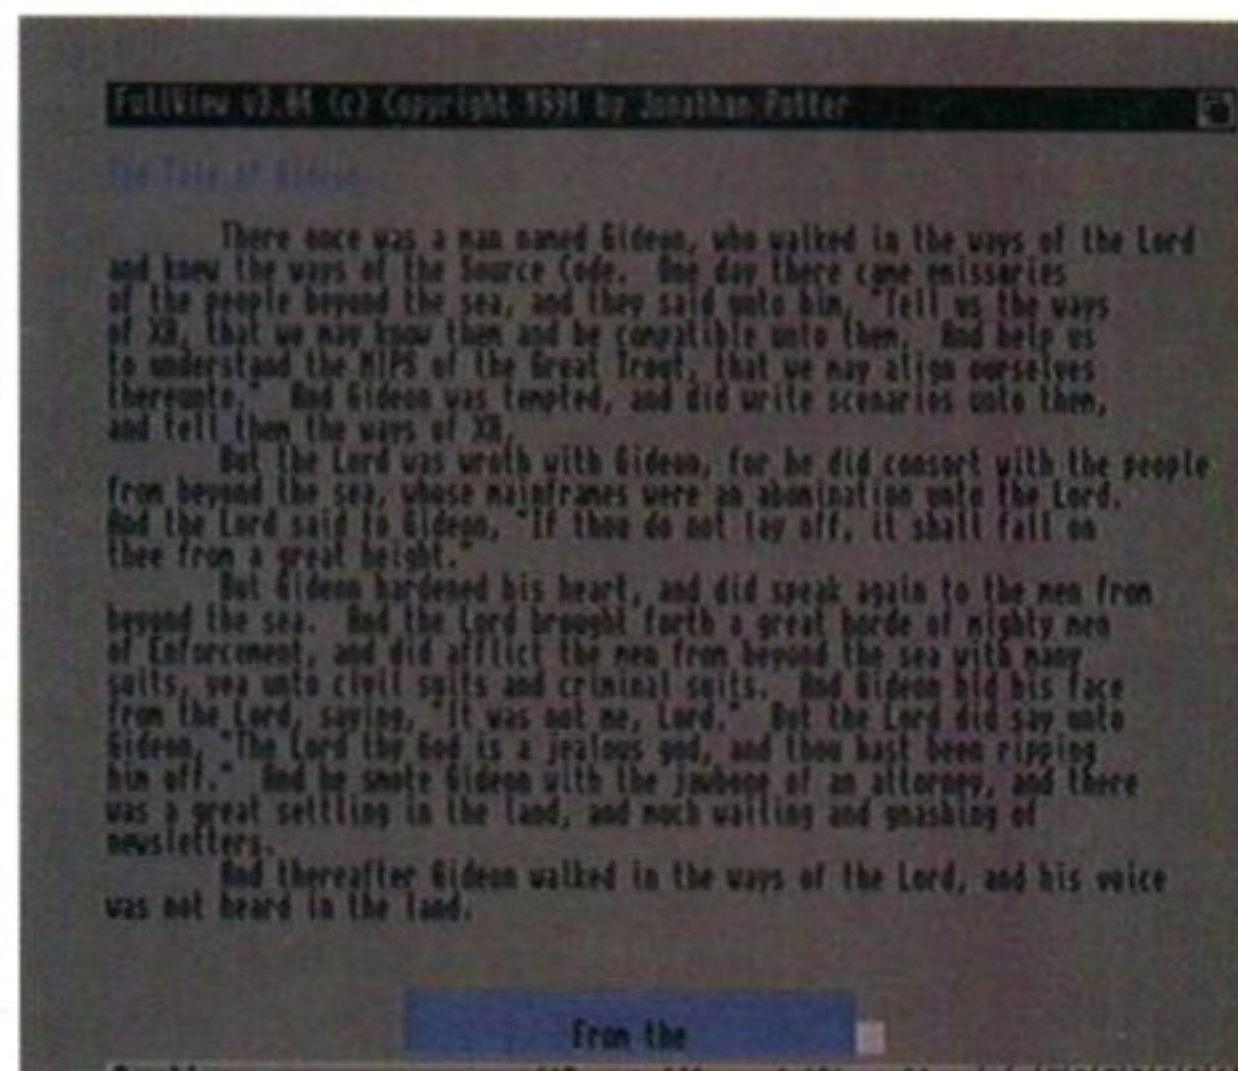 FullView v3.04 (c) Copyright 1991 by Jonathan Potter
The Tale of Gideon
There once was a man named Gideon, who walked in the ways of the Lord
and knew the ways of the Source Code.  One day there came emissaries
of the people beyond the sea, and they said unto him, "Tell us the ways
of XA, that we may know them and be compatible unto them.  And help us
to understand the MIPS of the Great Trout, that we may align ourselves
thereunto."  And Gideon was tempted, and did write scenarios unto them,
and tell them the ways of XA.
But the Lord was wroth with Gideon, for he did consort with the people
from beyond the sea, whose mainframes were an abomination unto the Lord.
And the Lord said to Gideon, "If thou do not lay off, it shall fall on
thee from a great height."
But Gideon hardened his heart, and did speak again to the men from
beyond the sea.  And the Lord brought forth a great horde of mighty men
of Enforcement, and did afflict the men from beyond the sea with many
suits, yea unto civil suits and criminal suits.  And Gideon hid his face
from the Lord, saying, "It was not me, Lord."  But the Lord did say unto
Gideon, "The Lord thy God is a jealous god, and thou hast been ripping
him off."  And he smote Gideon with the jawbone of an attorney, and there
was a great settling in the land, and much wailing and gnashing of
newsletters.
And thereafter Gideon walked in the ways of the Lord, and his voice
was not heard in the land.
From the